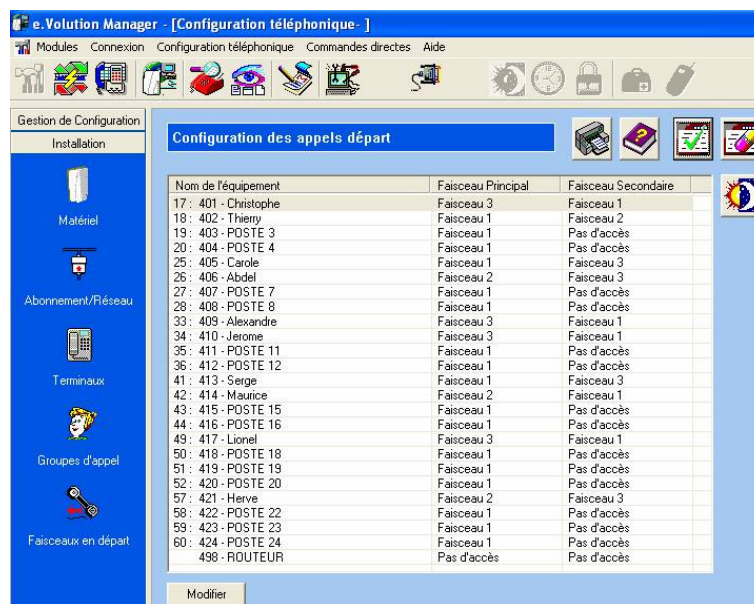 e.Volution Manager - [Configuration téléphonique- ]
Modules Connexion Configuration téléphonique Commandes directes Aide
Gestion de Configuration
Installation
Matériel
Abonnement/Réseau
Terminaux
Groupes d'appel
Faisceaux en départ
Configuration des appels départ
Nom de l'équipement Faisceau Principal Faisceau Secondaire
17 : 401 - Christophe Faisceau 3 Faisceau 1
18 : 402 - Thierry Faisceau 1 Faisceau 2
19 : 403 - POSTE 3 Faisceau 1 Pas d'accès
20 : 404 - POSTE 4 Faisceau 1 Pas d'accès
25 : 405 - Carole Faisceau 1 Faisceau 3
26 : 406 - Abdel Faisceau 2 Faisceau 3
27 : 407 - POSTE 7 Faisceau 1 Pas d'accès
28 : 408 - POSTE 8 Faisceau 1 Pas d'accès
33 : 409 - Alexandre Faisceau 3 Faisceau 1
34 : 410 - Jerome Faisceau 3 Faisceau 1
35 : 411 - POSTE 11 Faisceau 1 Pas d'accès
36 : 412 - POSTE 12 Faisceau 1 Pas d'accès
41 : 413 - Serge Faisceau 1 Faisceau 3
42 : 414 - Maurice Faisceau 2 Faisceau 1
43 : 415 - POSTE 15 Faisceau 1 Pas d'accès
44 : 416 - POSTE 16 Faisceau 1 Pas d'accès
49 : 417 - Lionel Faisceau 3 Faisceau 1
50 : 418 - POSTE 18 Faisceau 1 Pas d'accès
51 : 419 - POSTE 19 Faisceau 1 Pas d'accès
52 : 420 - POSTE 20 Faisceau 1 Pas d'accès
57 : 421 - Herve Faisceau 2 Faisceau 3
58 : 422 - POSTE 22 Faisceau 1 Pas d'accès
59 : 423 - POSTE 23 Faisceau 1 Pas d'accès
60 : 424 - POSTE 24 Faisceau 1 Pas d'accès
498 - ROUTEUR Pas d'accès Pas d'accès
Modifier